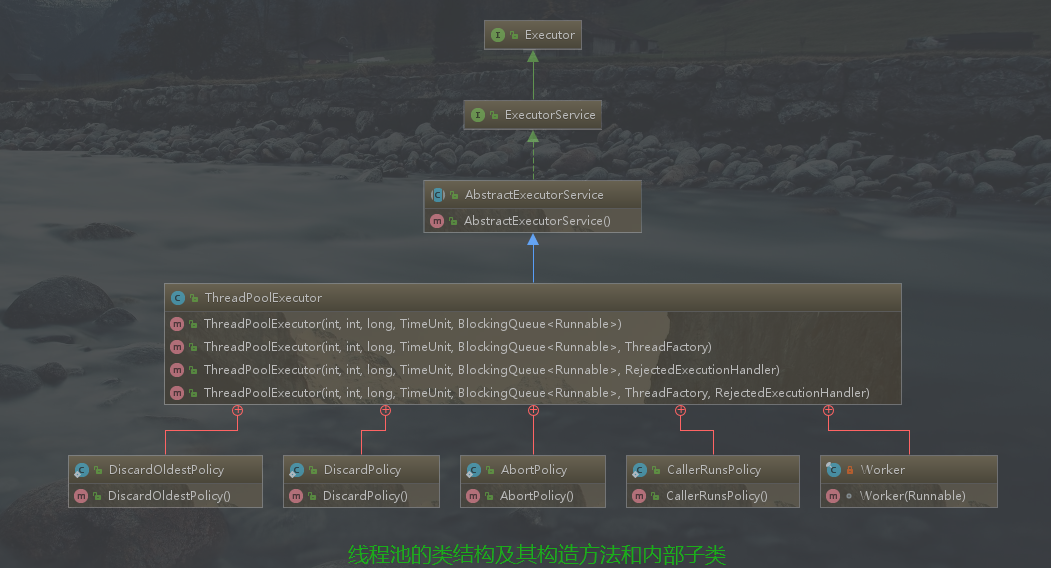 Executor
ExecutorService
AbstractExecutorService
AbstractExecutorService()
ThreadPoolExecutor
ThreadPoolExecutor(int, int, long, TimeUnit, BlockingQueue<Runnable>)
ThreadPoolExecutor(int, int, long, TimeUnit, BlockingQueue<Runnable>, ThreadFactory)
ThreadPoolExecutor(int, int, long, TimeUnit, BlockingQueue<Runnable>, RejectedExecutionHandler)
ThreadPoolExecutor(int, int, long, TimeUnit, BlockingQueue<Runnable>, ThreadFactory, RejectedExecutionHandler)
DiscardOldestPolicy
DiscardOldestPolicy()
DiscardPolicy
DiscardPolicy()
AbortPolicy
AbortPolicy()
CallerRunsPolicy
CallerRunsPolicy()
Worker
Worker(Runnable)
线程池的类结构及其构造方法和内部子类